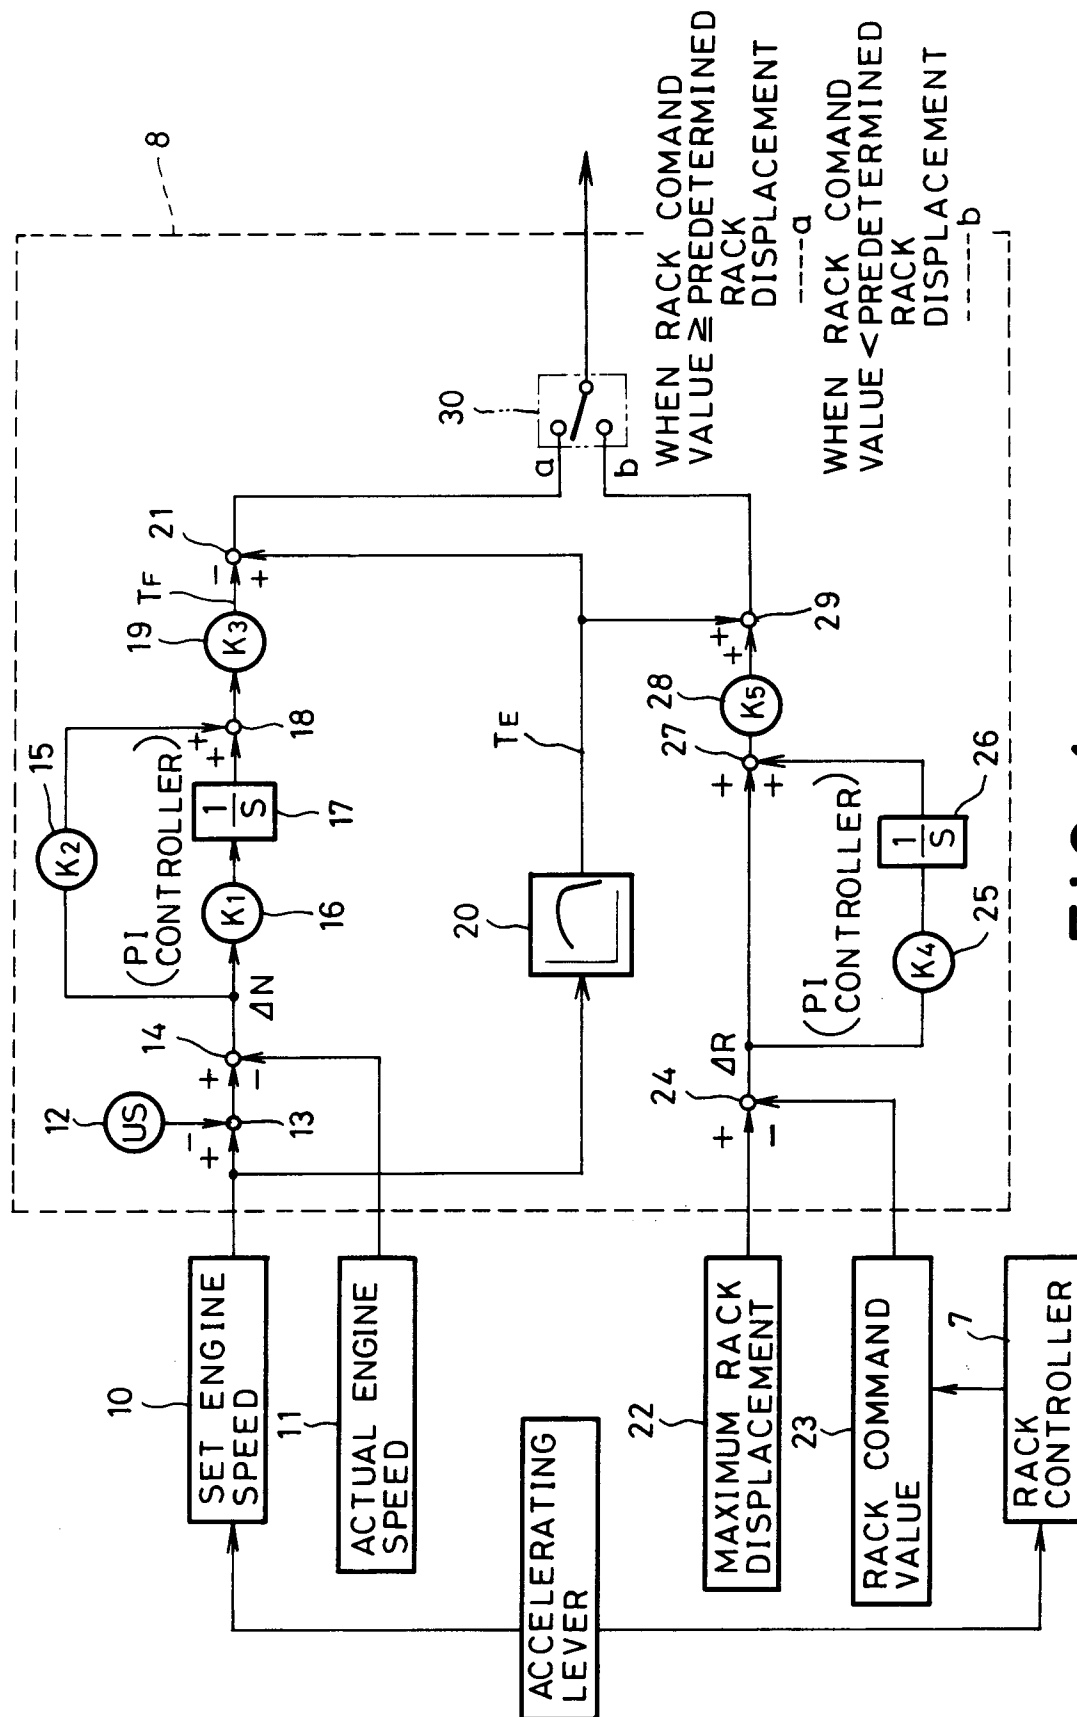 8
15
K2
(PI
CONTROLLER)
12
US
14
+
-
13
-
+
ΔN
K1
16
1/S
17
+
+
18
19
K3
TF
21
-
+
30
a
b
20
TE
10
SET ENGINE
SPEED
11
ACTUAL ENGINE
SPEED
ACCELERATING
LEVER
22
MAXIMUM RACK
DISPLACEMENT
23
RACK COMMAND
VALUE
7
RACK
CONTROLLER
24
+
-
ΔR
(PI
CONTROLLER)
K4
25
1/S
26
27
+
+
28
K5
+
+
29
WHEN RACK COMAND
VALUE ≧ PREDETERMINED
RACK
DISPLACEMENT
----a
WHEN RACK COMAND
VALUE < PREDETERMINED
RACK
DISPLACEMENT
-----b